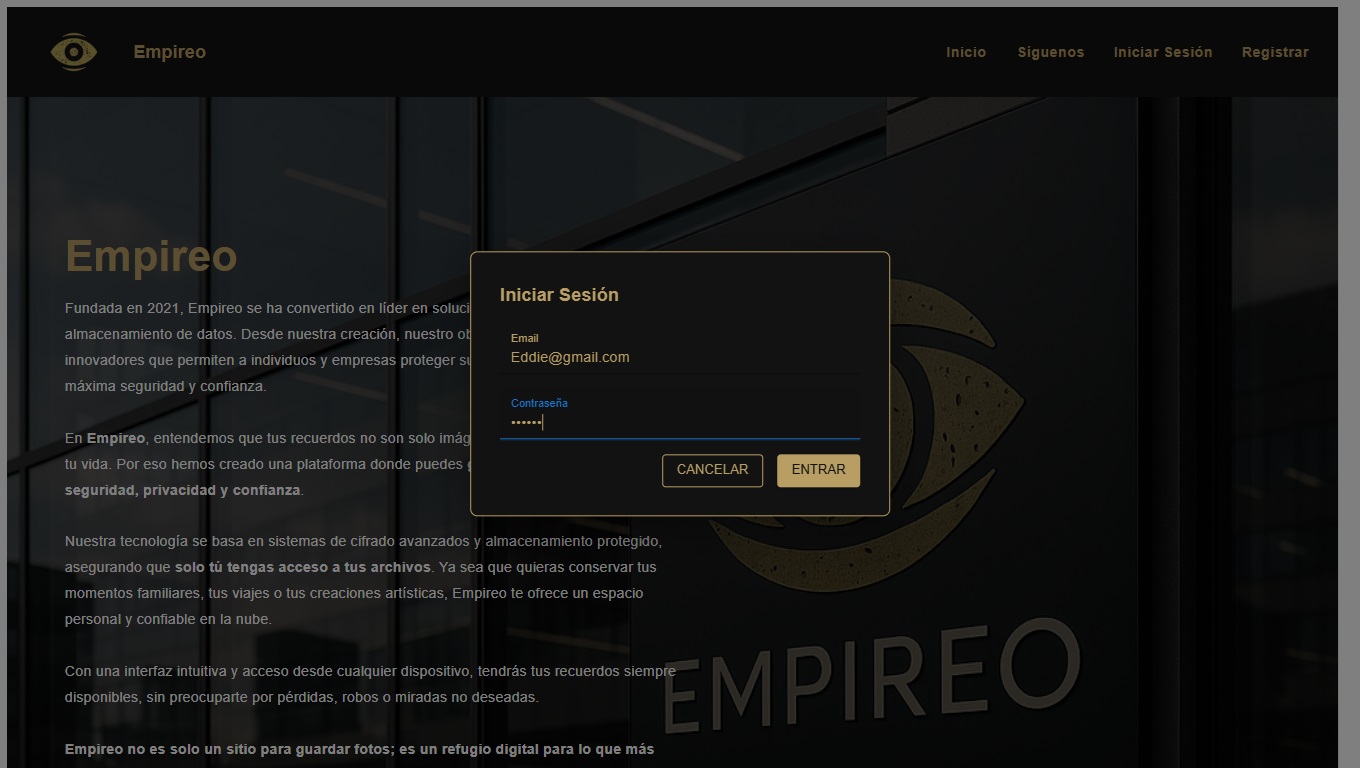 Empireo
Inicio
Síguenos
Iniciar Sesión
Registrar
Empireo
Fundada en 2021, Empireo se ha convertido en líder en soluci
almacenamiento de datos. Desde nuestra creación, nuestro ob
innovadores que permiten a individuos y empresas proteger su
máxima seguridad y confianza.
En Empireo, entendemos que tus recuerdos no son solo imág
tu vida. Por eso hemos creado una plataforma donde puedes g
seguridad, privacidad y confianza.
Nuestra tecnología se basa en sistemas de cifrado avanzados y almacenamiento protegido,
asegurando que solo tú tengas acceso a tus archivos. Ya sea que quieras conservar tus
momentos familiares, tus viajes o tus creaciones artísticas, Empireo te ofrece un espacio
personal y confiable en la nube.
Con una interfaz intuitiva y acceso desde cualquier dispositivo, tendrás tus recuerdos siempre
disponibles, sin preocuparte por pérdidas, robos o miradas no deseadas.
Empireo no es solo un sitio para guardar fotos; es un refugio digital para lo que más
Iniciar Sesión
Email
Eddie@gmail.com
Contraseña
••••••
CANCELAR
ENTRAR
EMPIREO